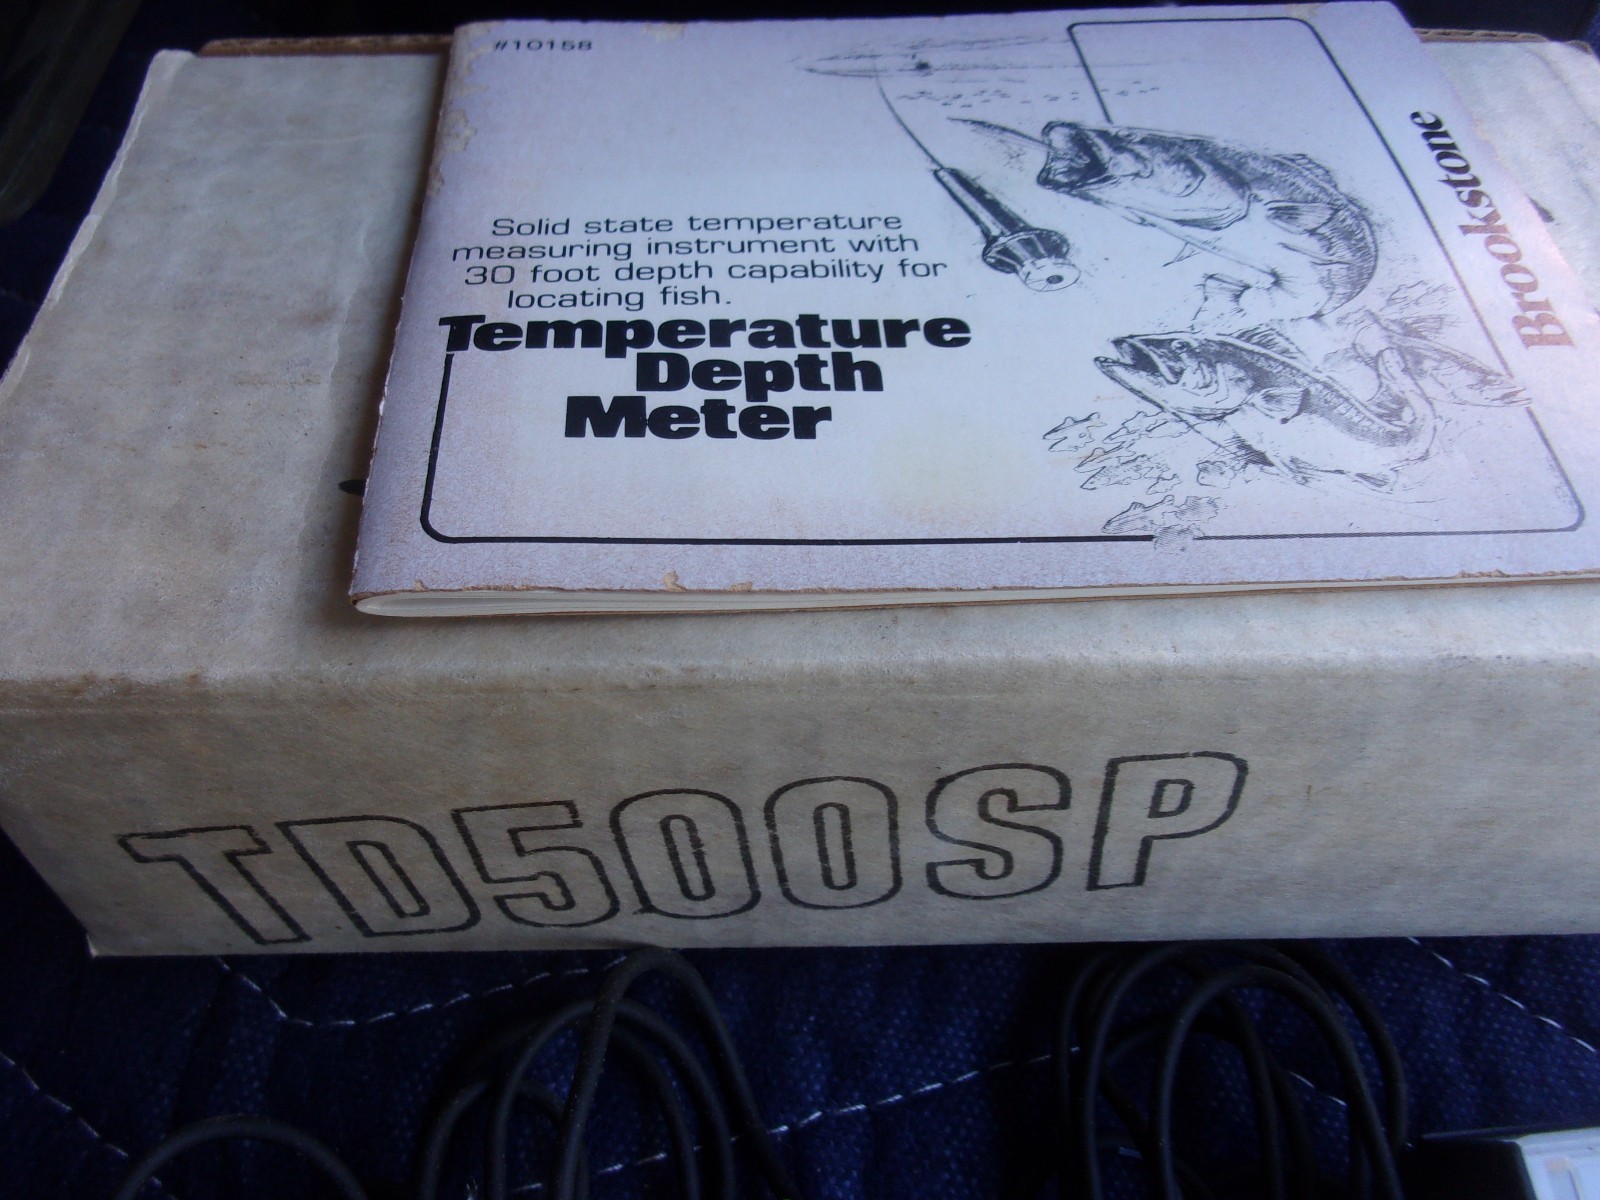 #10158
Brookstone
Solid state temperature
measuring instrument with
30 foot depth capability for
locating fish.
Temperature
Depth
Meter
TD500SP